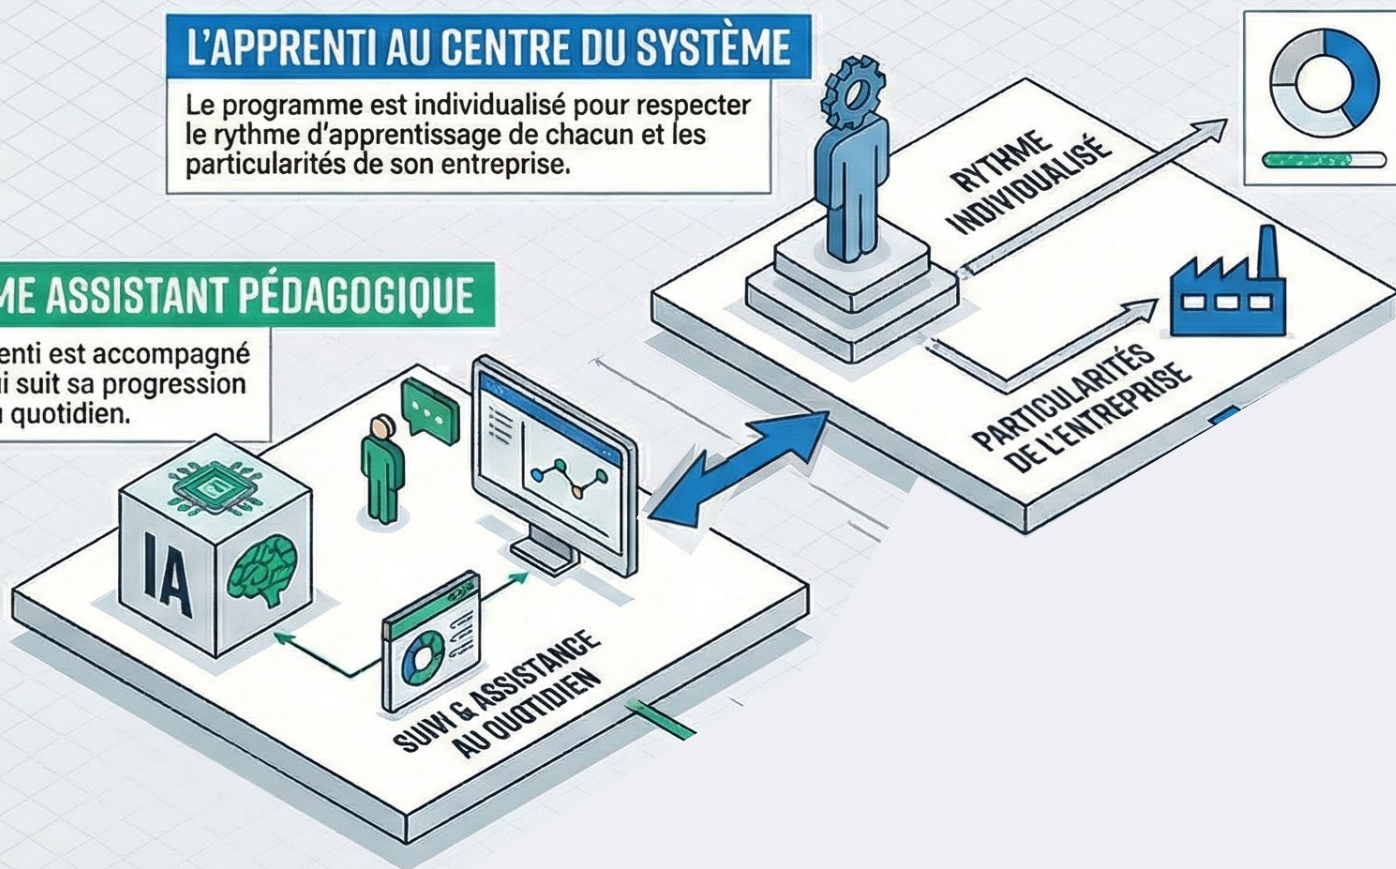 L'APPRENTI AU CENTRE DU SYSTÈME
Le programme est individualisé pour respecter
le rythme d'apprentissage de chacun et les
particularités de son entreprise.
RYTHME
INDIVIDUALISÉ
PARTICULARITÉS
DE L'ENTREPRISE
ME ASSISTANT PÉDAGOGIQUE
enti est accompagné
ui suit sa progression
quotidien.
IA
SUIVI & ASSISTANCE
AU QUOTIDIEN